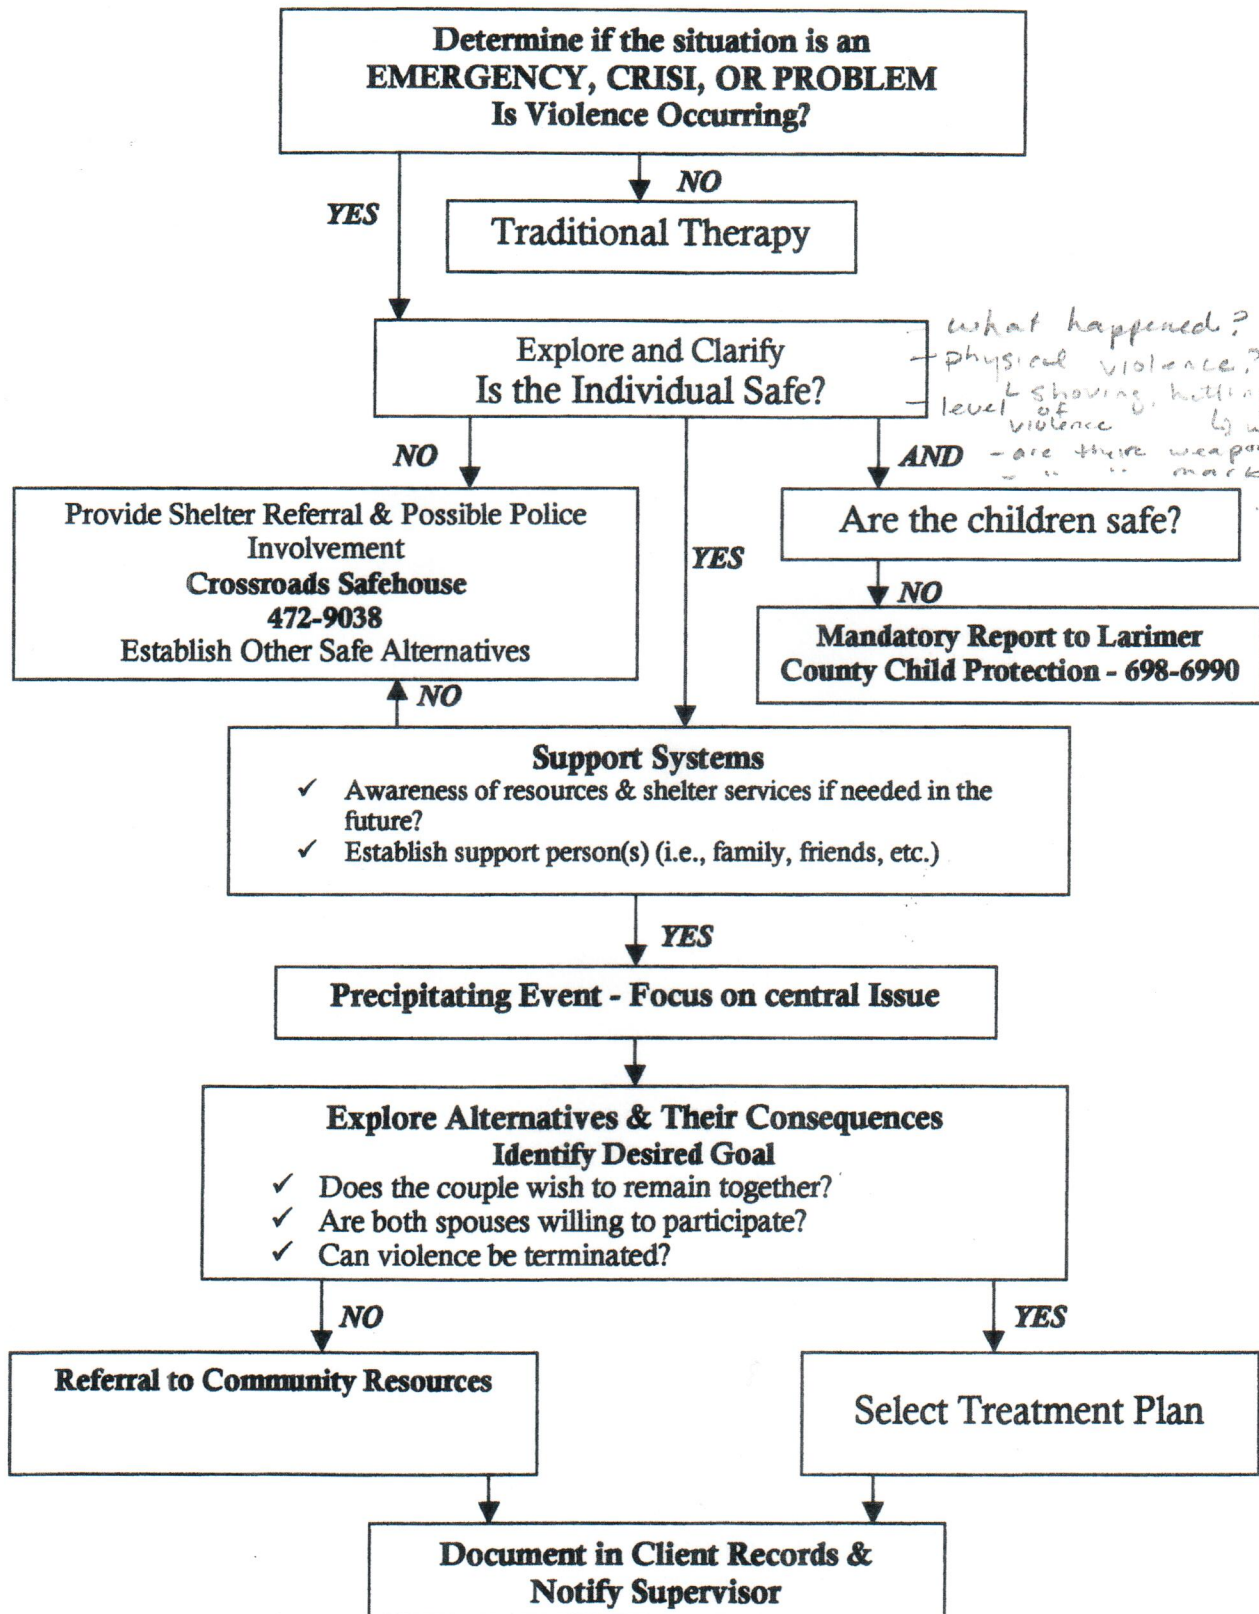 Determine if the situation is an
EMERGENCY, CRISI, OR PROBLEM
Is Violence Occurring?
NO
YES
Traditional Therapy
Explore and Clarify
Is the Individual Safe?
- what happened?
- physical violence?
↳ shoving,
- level of
violence
- are there
NO
AND
Provide Shelter Referral & Possible Police
Involvement
Crossroads Safehouse
472-9038
Establish Other Safe Alternatives
YES
Are the children safe?
NO
Mandatory Report to Larimer
County Child Protection - 698-6990
NO
Support Systems
✓ Awareness of resources & shelter services if needed in the
future?
✓ Establish support person(s) (i.e., family, friends, etc.)
YES
Precipitating Event - Focus on central Issue
Explore Alternatives & Their Consequences
Identify Desired Goal
✓ Does the couple wish to remain together?
✓ Are both spouses willing to participate?
✓ Can violence be terminated?
NO
YES
Referral to Community Resources
Select Treatment Plan
Document in Client Records &
Notify Supervisor